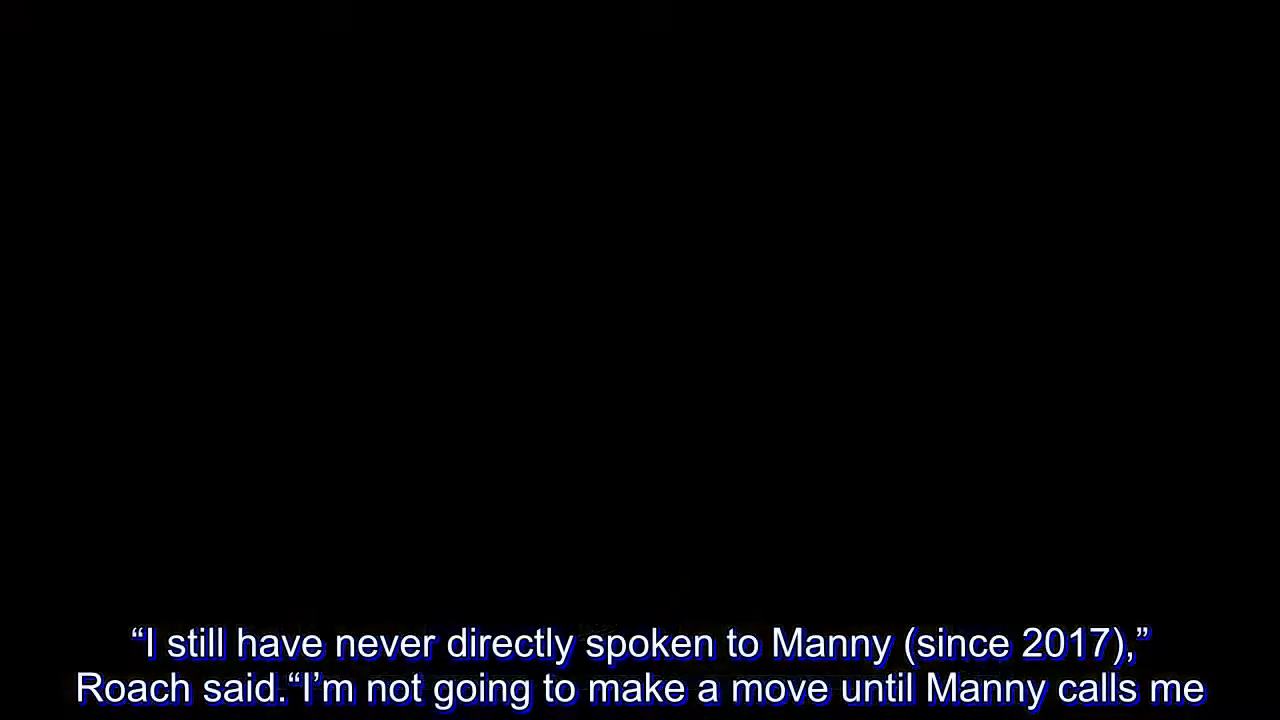 “I still have never directly spoken to Manny (since 2017),”
Roach said.“I’m not going to make a move until Manny calls me